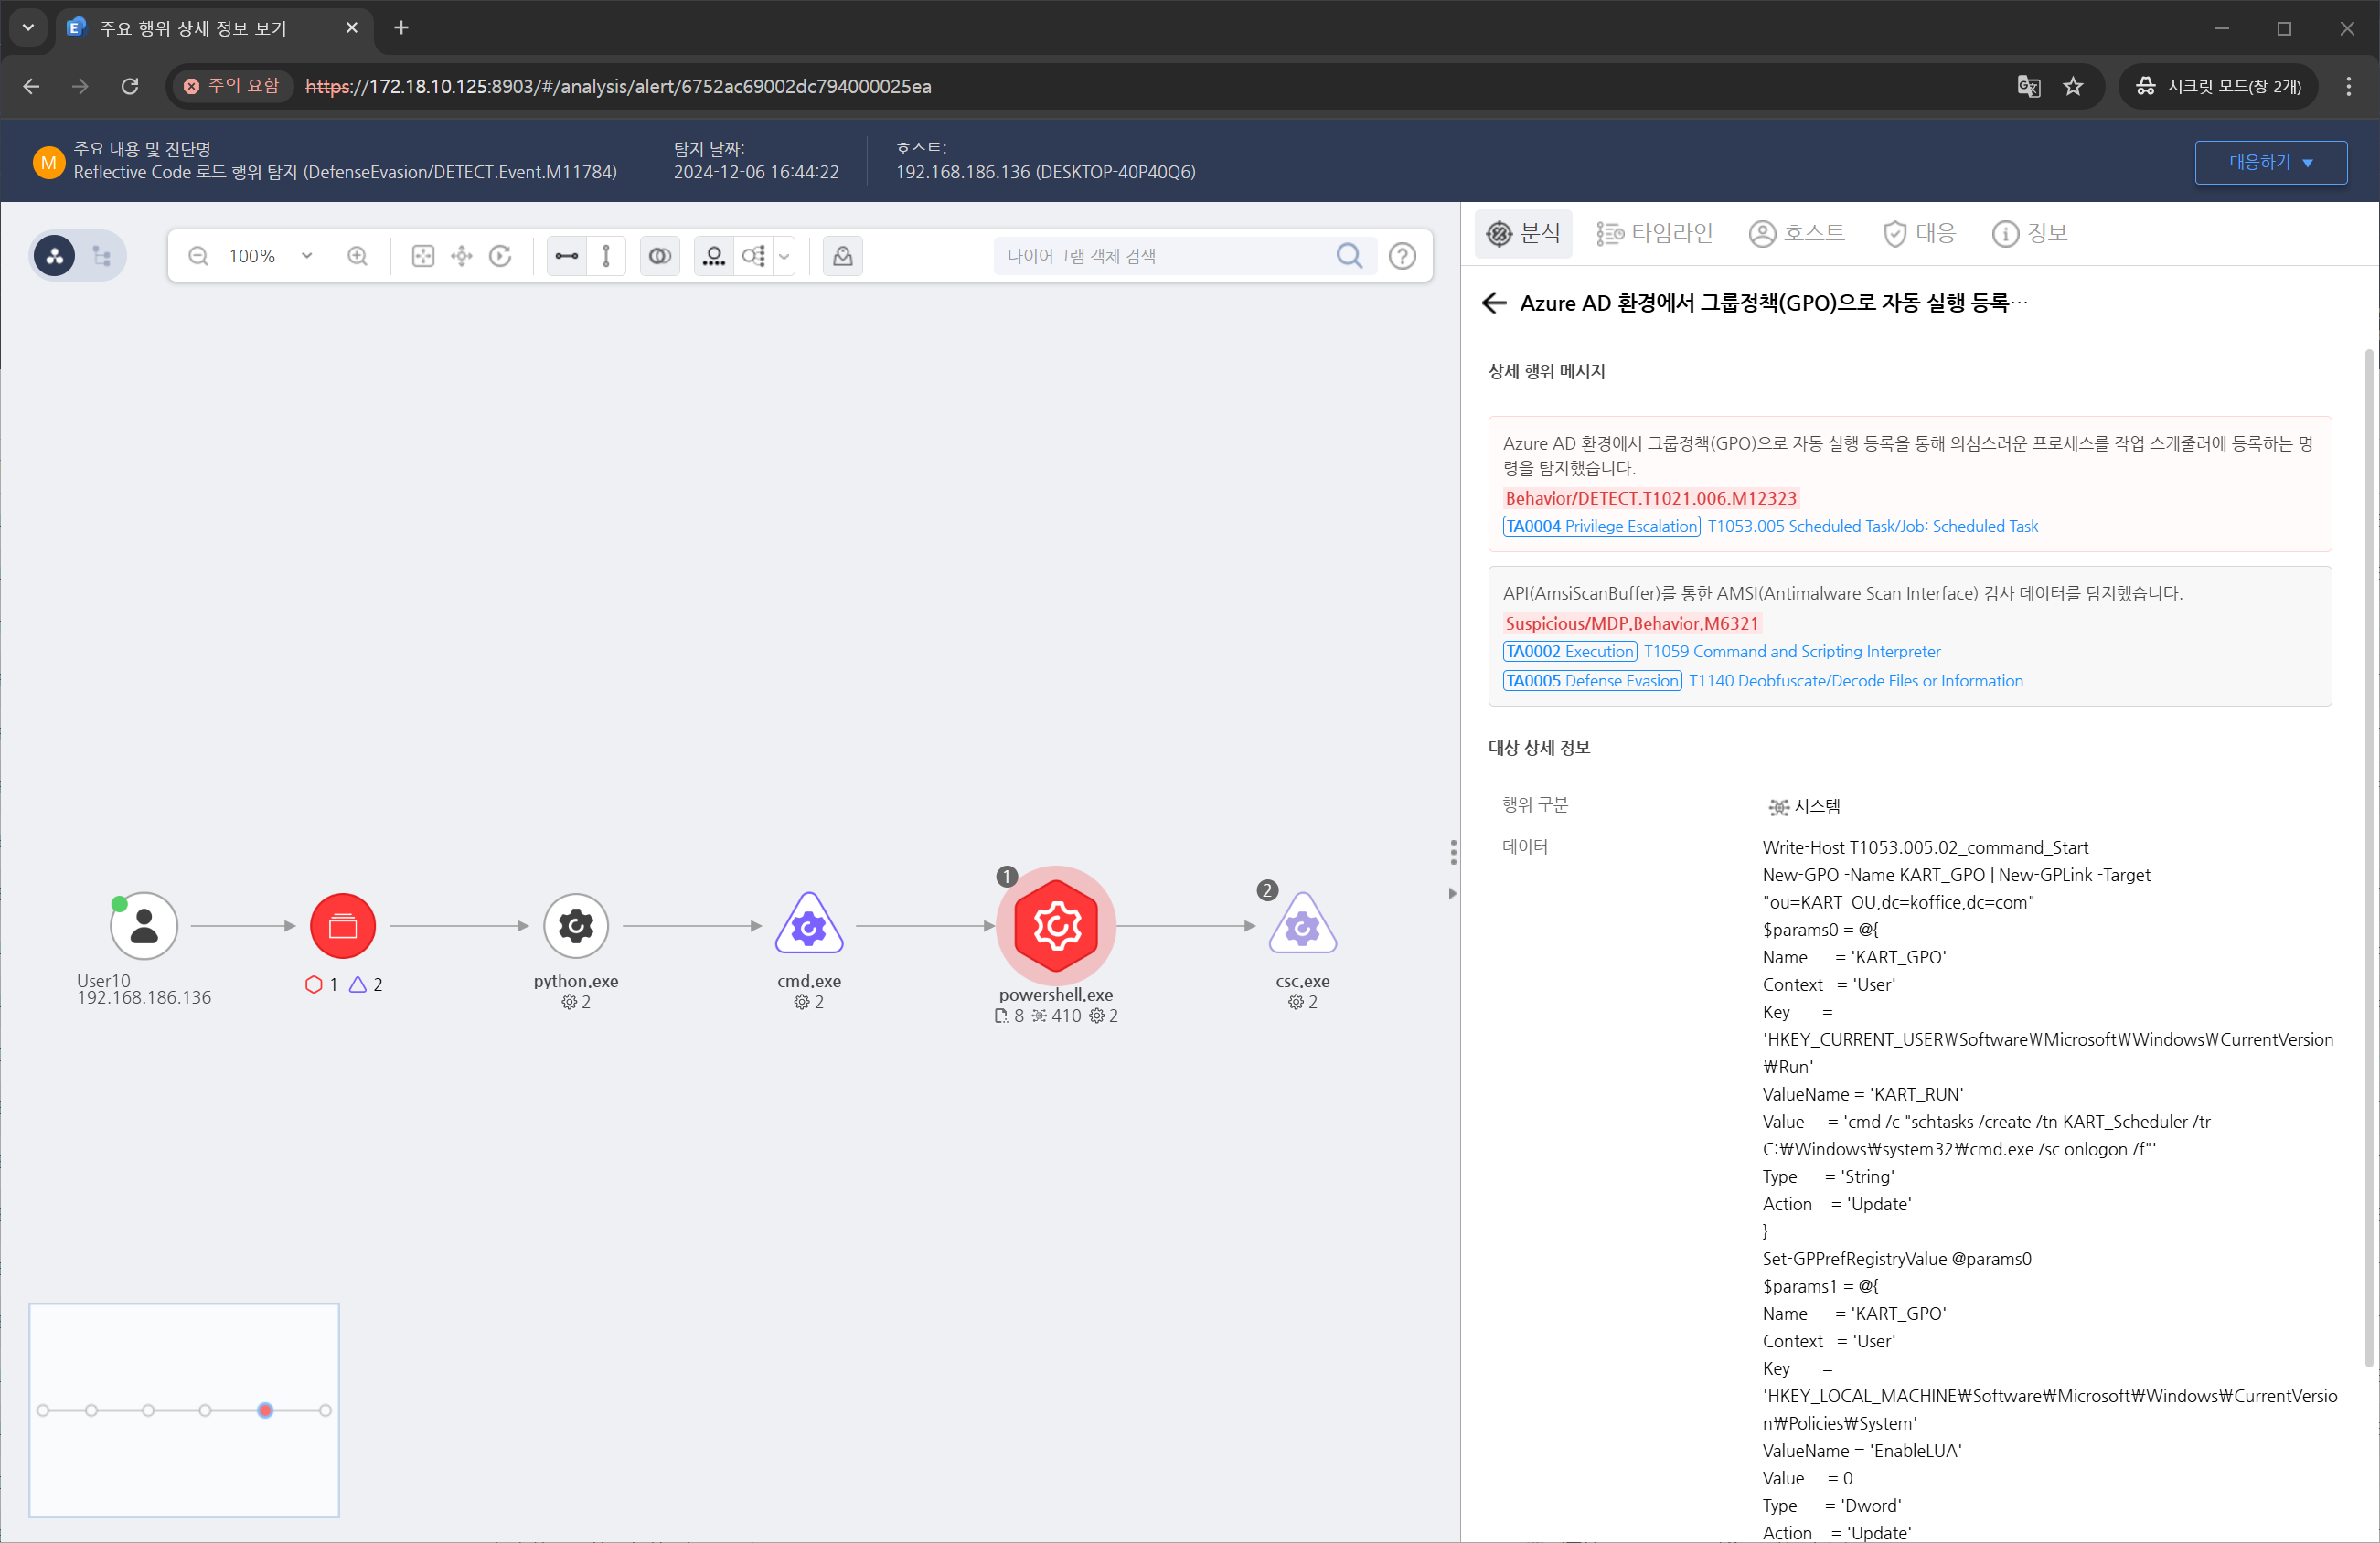 주요 행위 상세 정보 보기
주의 요함
https://172.18.10.125:8903/#/analysis/alert/6752ac69002dc794000025ea
시크릿 모드(창 2개)
M
주요 내용 및 진단명
Reflective Code 로드 행위 탐지 (DefenseEvasion/DETECT.Event.M11784)
탐지 날짜:
2024-12-06 16:44:22
호스트:
192.168.186.136 (DESKTOP-40P40Q6)
대응하기
100%
다이어그램 객체 검색
분석
타임라인
호스트
대응
정보
Azure AD 환경에서 그룹정책(GPO)으로 자동 실행 등록…
상세 행위 메시지
Azure AD 환경에서 그룹정책(GPO)으로 자동 실행 등록을 통해 의심스러운 프로세스를 작업 스케줄러에 등록하는 명
령을 탐지했습니다.
Behavior/DETECT.T1021.006.M12323
TA0004 Privilege Escalation T1053.005 Scheduled Task/Job: Scheduled Task
API(AmsiScanBuffer)를 통한 AMSI(Antimalware Scan Interface) 검사 데이터를 탐지했습니다.
Suspicious/MDP.Behavior.M6321
TA0002 Execution T1059 Command and Scripting Interpreter
TA0005 Defense Evasion T1140 Deobfuscate/Decode Files or Information
대상 상세 정보
행위 구분 시스템
데이터
Write-Host T1053.005.02_command_Start
New-GPO -Name KART_GPO | New-GPLink -Target
"ou=KART_OU,dc=koffice,dc=com"
$params0 = @{
Name = 'KART_GPO'
Context = 'User'
Key =
'HKEY_CURRENT_USER₩Software₩Microsoft₩Windows₩CurrentVersion
₩Run'
ValueName = 'KART_RUN'
Value = 'cmd /c "schtasks /create /tn KART_Scheduler /tr
C:₩Windows₩system32₩cmd.exe /sc onlogon /f"'
Type = 'String'
Action = 'Update'
}
Set-GPPrefRegistryValue @params0
$params1 = @{
Name = 'KART_GPO'
Context = 'User'
Key =
'HKEY_LOCAL_MACHINE₩Software₩Microsoft₩Windows₩CurrentVersio
n₩Policies₩System'
ValueName = 'EnableLUA'
Value = 0
Type = 'Dword'
Action = 'Update'
User10
192.168.186.136
1 2
python.exe
2
cmd.exe
2
1
powershell.exe
8 410 2
2
csc.exe
2